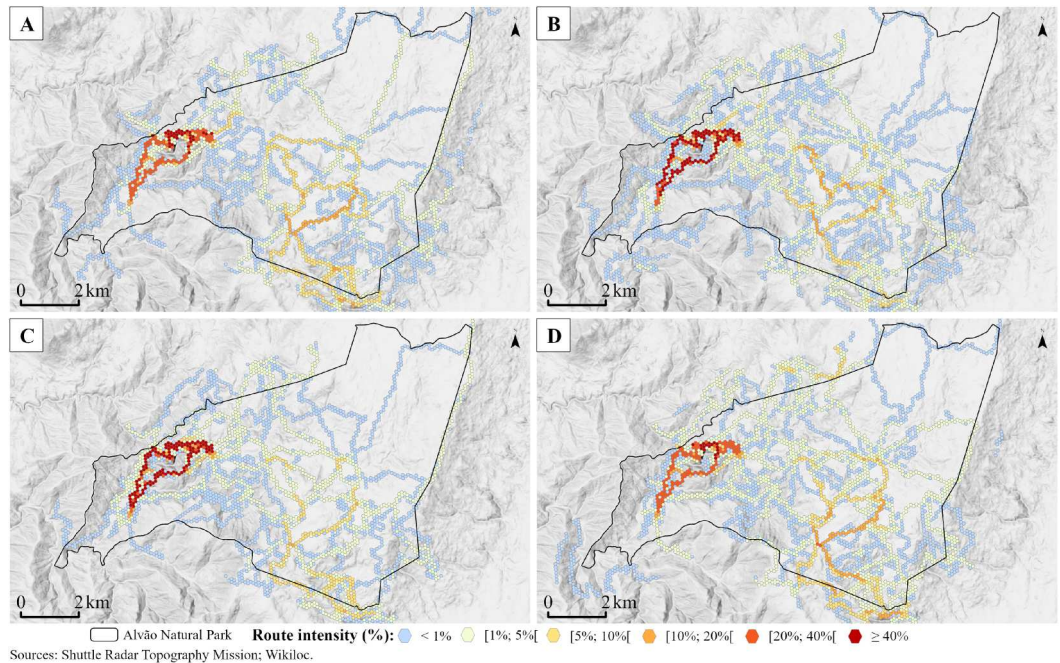 A
B
0 2 km
0 2 km
C
D
0 2 km
0 2 km
Alvão Natural Park Route intensity (%): < 1% [1%; 5%[ [5%; 10%[ [10%; 20%[ [20%; 40%[ ≥ 40%
Sources: Shuttle Radar Topography Mission; Wikiloc.